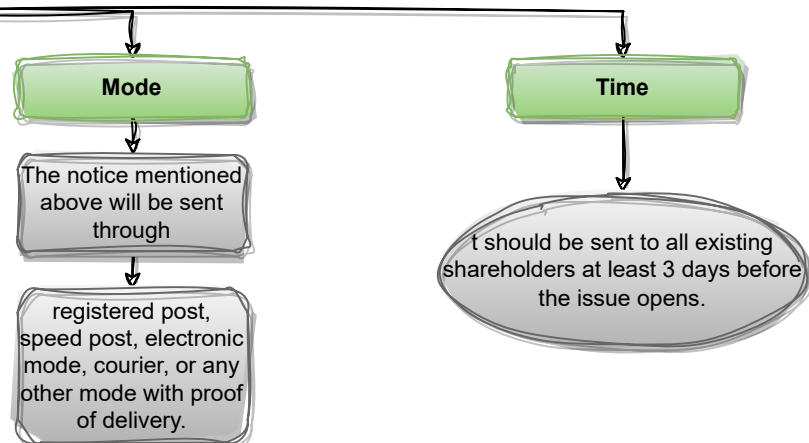 Mode
The notice mentioned
above will be sent
through
registered post,
speed post, electronic
mode, courier, or any
other mode with proof
of delivery.
Time
t should be sent to all existing
shareholders at least 3 days before
the issue opens.